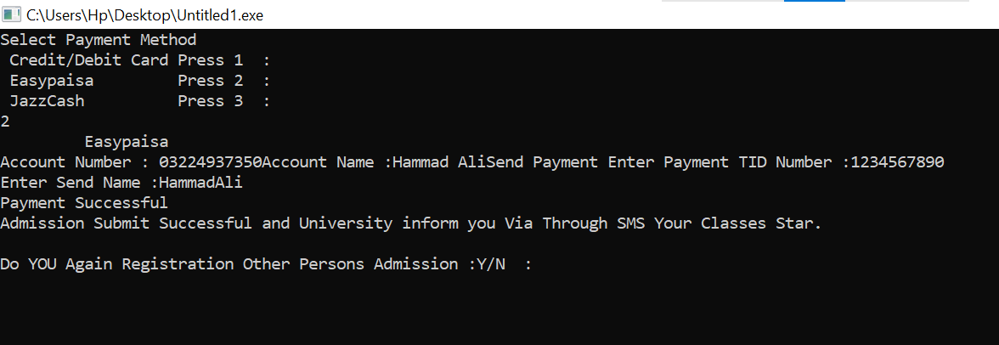 C:\Users\Hp\Desktop\Untitled1.exe
Select Payment Method
 Credit/Debit Card Press 1  :
 Easypaisa         Press 2  :
 JazzCash          Press 3  :
2
         Easypaisa
Account Number : 03224937350Account Name :Hammad AliSend Payment Enter Payment TID Number :1234567890
Enter Send Name :HammadAli
Payment Successful
Admission Submit Successful and University inform you Via Through SMS Your Classes Star.
Do YOU Again Registration Other Persons Admission :Y/N  :